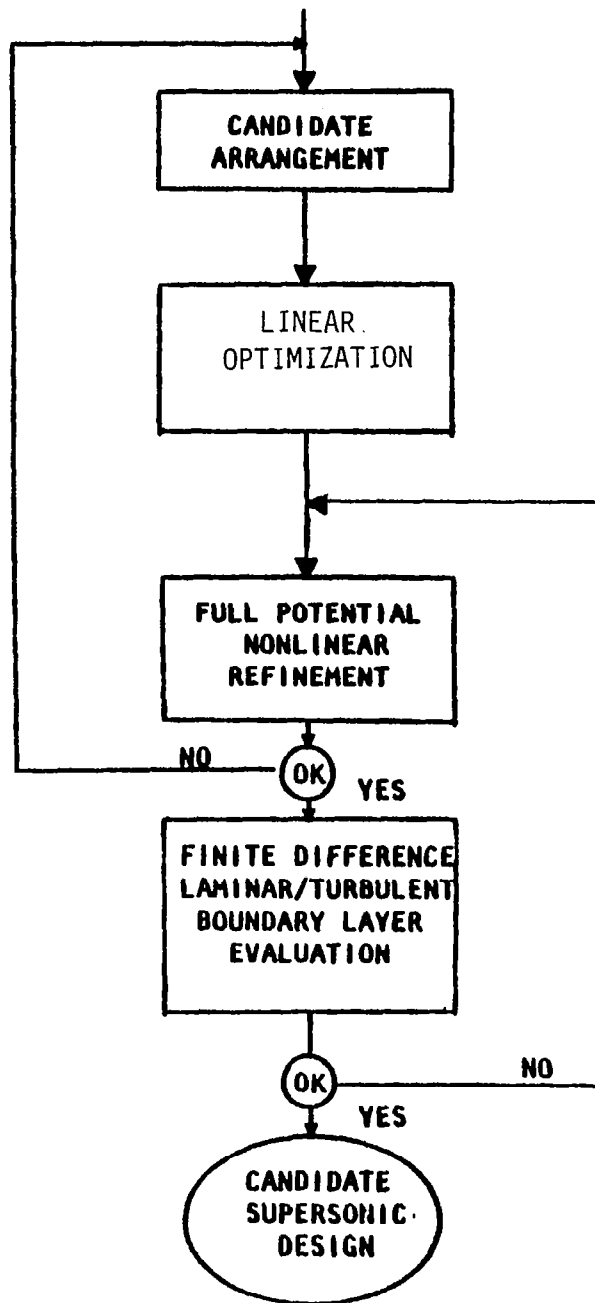 CANDIDATE
ARRANGEMENT
LINEAR.
OPTIMIZATION
FULL POTENTIAL
NONLINEAR
REFINEMENT
NO
OK
YES
FINITE DIFFERENCE
LAMINAR/TURBULENT
BOUNDARY LAYER
EVALUATION
OK
NO
YES
CANDIDATE
SUPERSONIC.
DESIGN